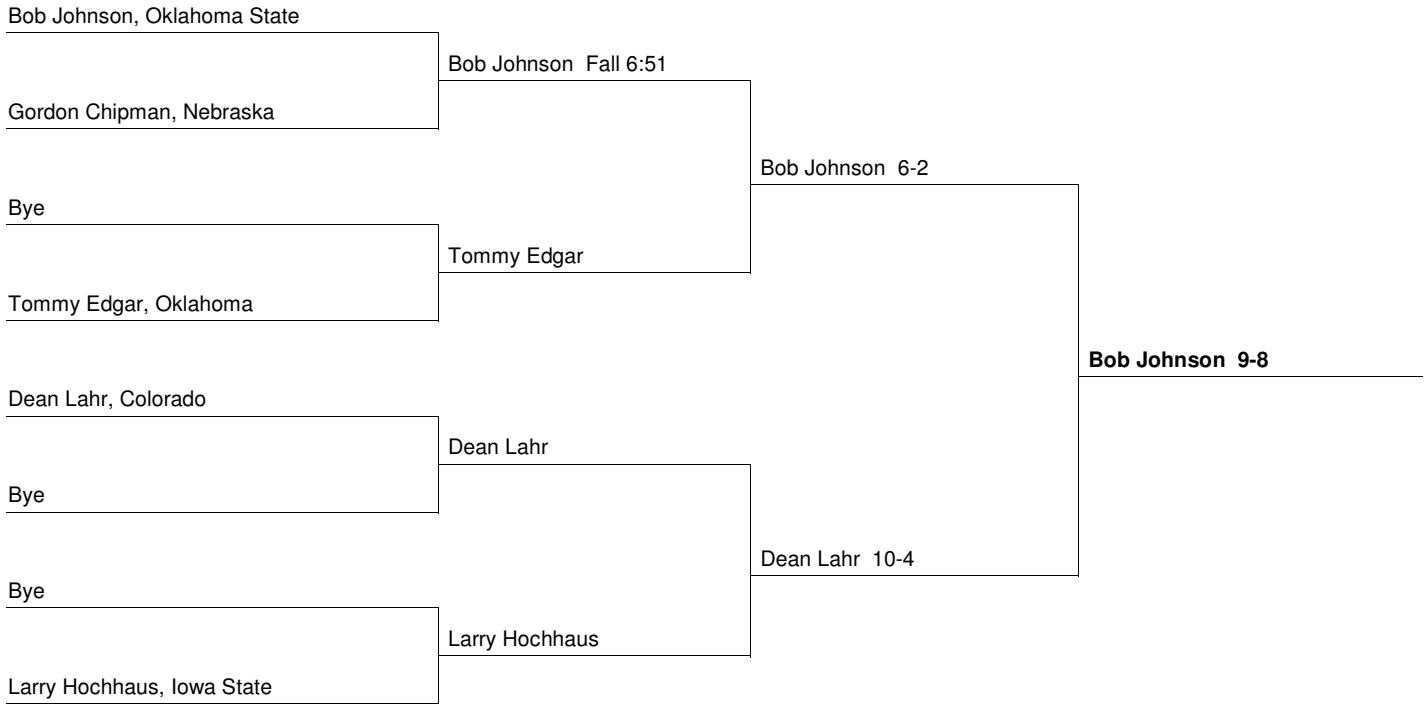 Bob Johnson, Oklahoma State
Bob Johnson  Fall 6:51
Gordon Chipman, Nebraska
Bob Johnson  6-2
Bye
Tommy Edgar
Tommy Edgar, Oklahoma
Bob Johnson  9-8
Dean Lahr, Colorado
Dean Lahr
Bye
Dean Lahr  10-4
Bye
Larry Hochhaus
Larry Hochhaus, Iowa State